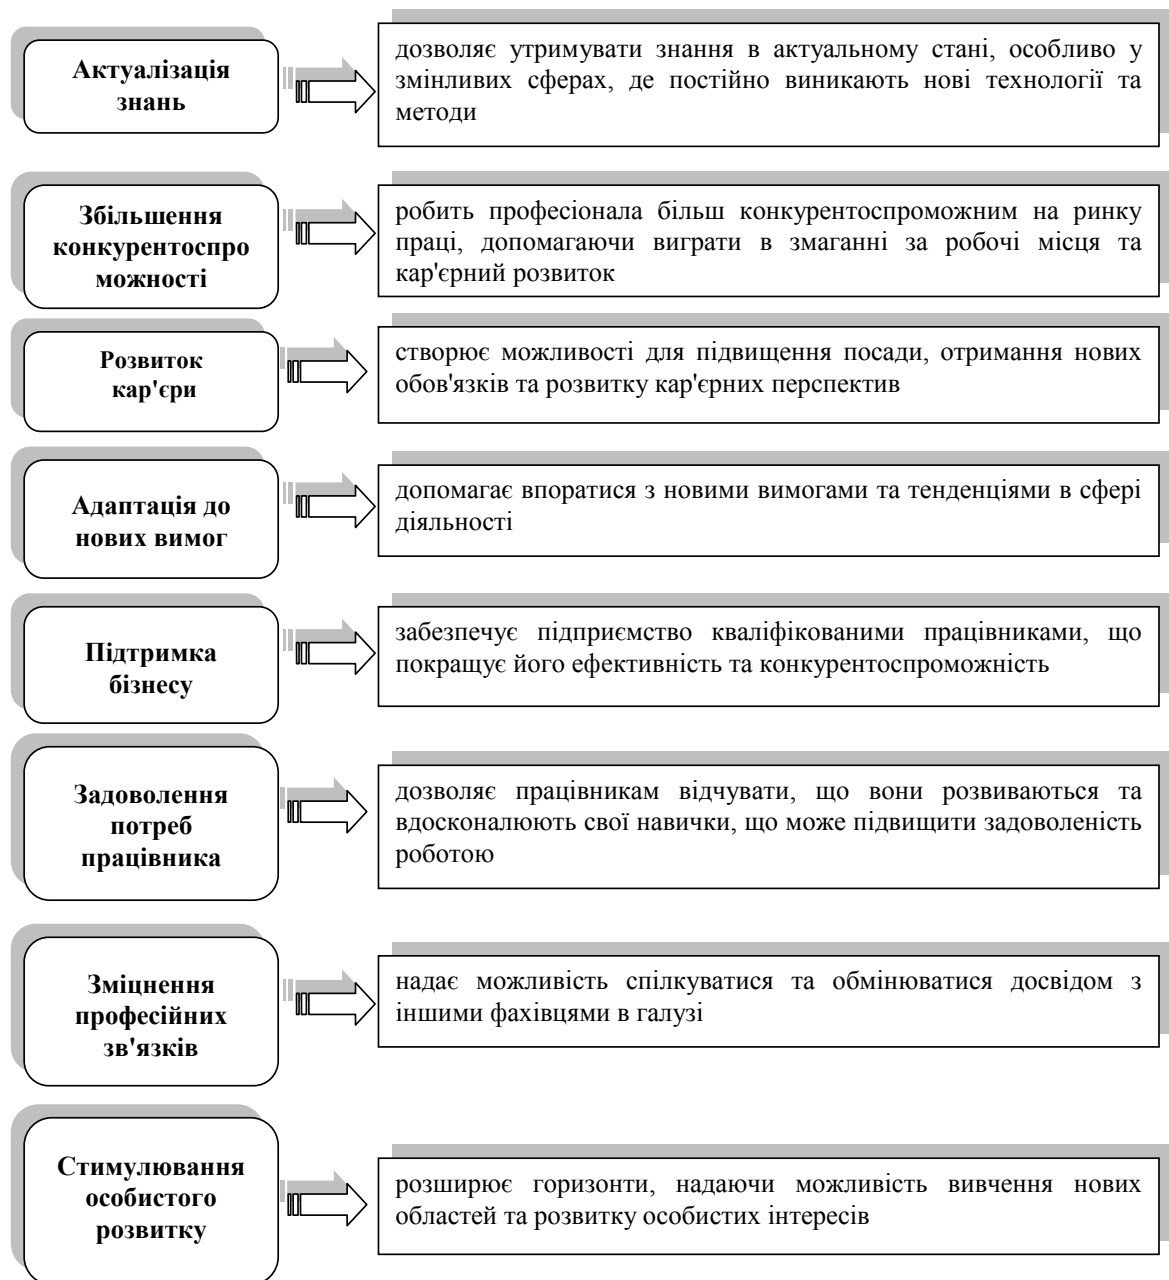 Актуалізація
знань
дозволяє утримувати знання в актуальному стані, особливо у
змінливих сферах, де постійно виникають нові технології та
методи
Збільшення
конкурентоспро
можності
робить професіонала більш конкурентоспроможним на ринку
праці, допомагаючи виграти в змаганні за робочі місця та
кар'єрний розвиток
Розвиток
кар'єри
створює можливості для підвищення посади, отримання нових
обов'язків та розвитку кар'єрних перспектив
Адаптація до
нових вимог
допомагає впоратися з новими вимогами та тенденціями в сфері
діяльності
Підтримка
бізнесу
забезпечує підприємство кваліфікованими працівниками, що
покращує його ефективність та конкурентоспроможність
Задоволення
потреб
працівника
дозволяє працівникам відчувати, що вони розвиваються та
вдосконалюють свої навички, що може підвищити задоволеність
роботою
Зміцнення
професійних
зв'язків
надає можливість спілкуватися та обмінюватися досвідом з
іншими фахівцями в галузі
Стимулювання
особистого
розвитку
розширює горизонти, надаючи можливість вивчення нових
областей та розвитку особистих інтересів